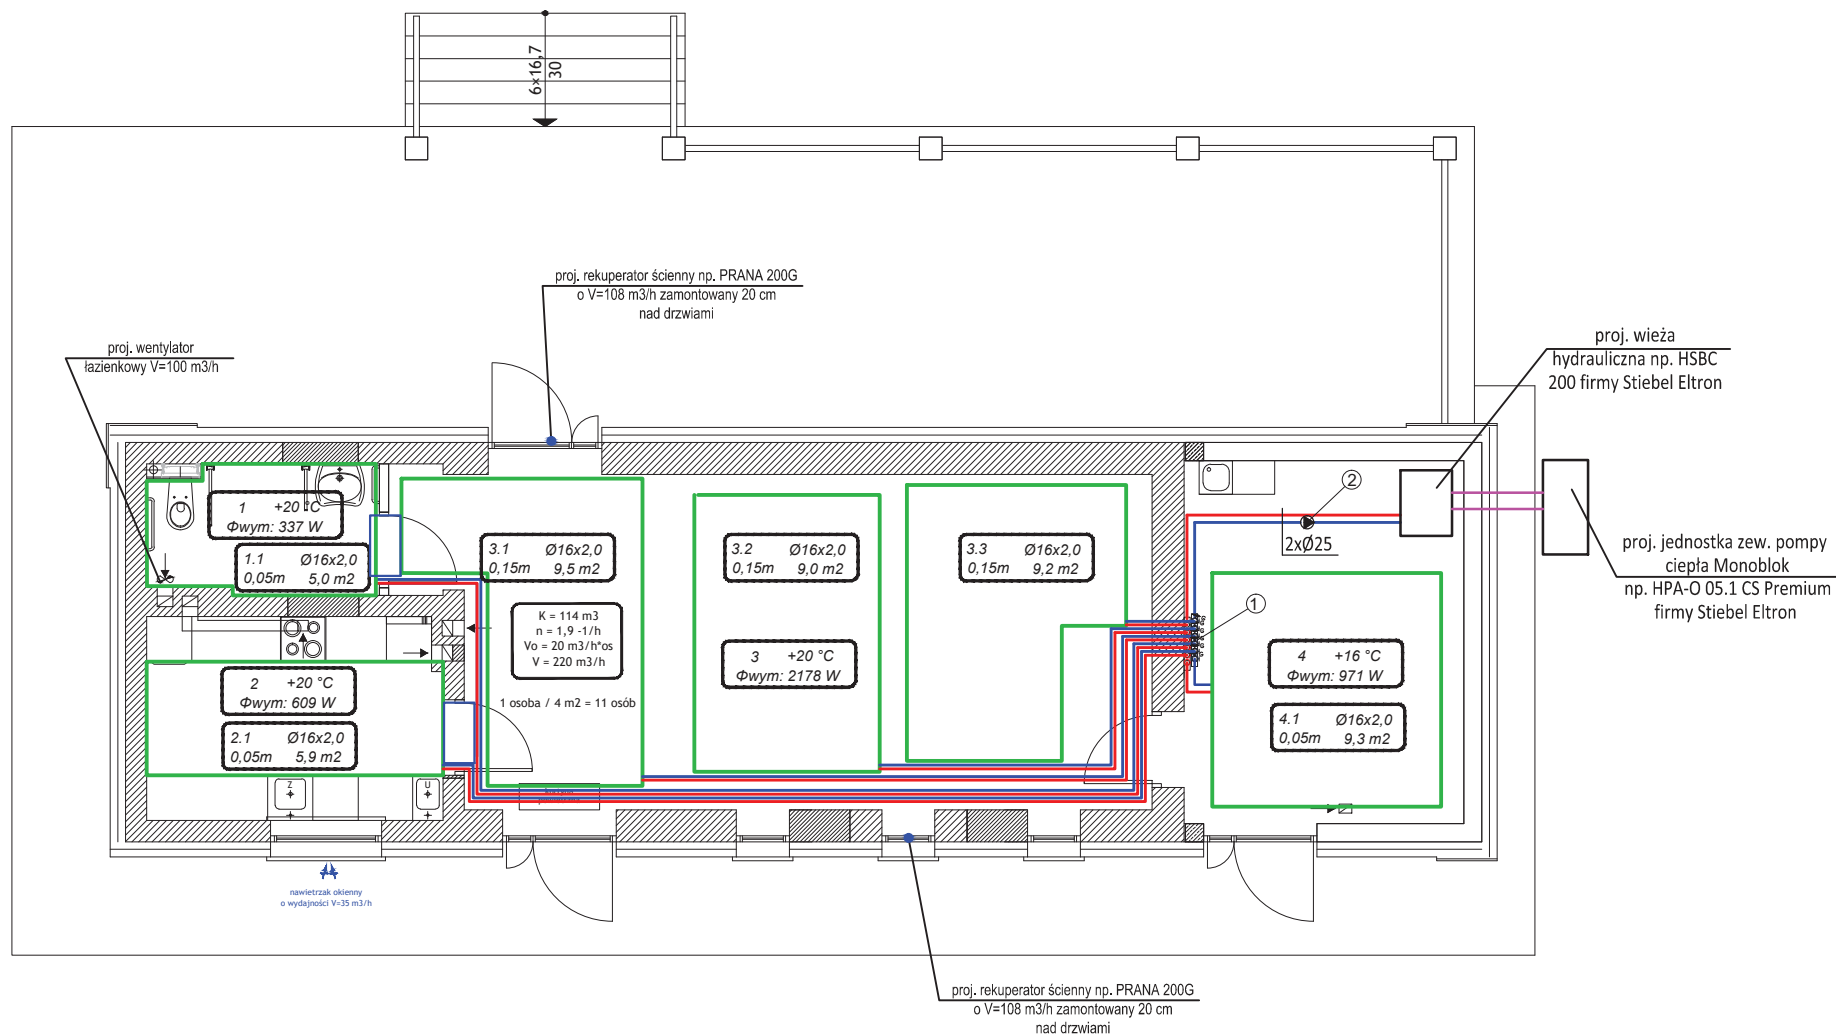 6×16,7
30
proj. rekuperator ścienny np. PRANA 200G
o V=108 m3/h zamontowany 20 cm
nad drzwiami
proj. wentylator
łazienkowy V=100 m3/h
proj. wieża
hydrauliczna np. HSBC
200 firmy Stiebel Eltron
proj. jednostka zew. pompy
ciepła Monoblok
np. HPA-O 05.1 CS Premium
firmy Stiebel Eltron
1 +20 °C
Φwym: 337 W
1.1 Ø16x2,0
0,05m 5,0 m2
2 +20 °C
Φwym: 609 W
2.1 Ø16x2,0
0,05m 5,9 m2
Z
U
3.1 Ø16x2,0
0,15m 9,5 m2
K = 114 m3
n = 1,9 -1/h
Vo = 20 m3/h*os
V = 220 m3/h
1 osoba / 4 m2 = 11 osób
3.2 Ø16x2,0
0,15m 9,0 m2
3 +20 °C
Φwym: 2178 W
3.3 Ø16x2,0
0,15m 9,2 m2
2
2xØ25
1
4 +16 °C
Φwym: 971 W
4.1 Ø16x2,0
0,05m 9,3 m2
nawietrzak okienny
o wydajności V=35 m3/h
proj. rekuperator ścienny np. PRANA 200G
o V=108 m3/h zamontowany 20 cm
nad drzwiami